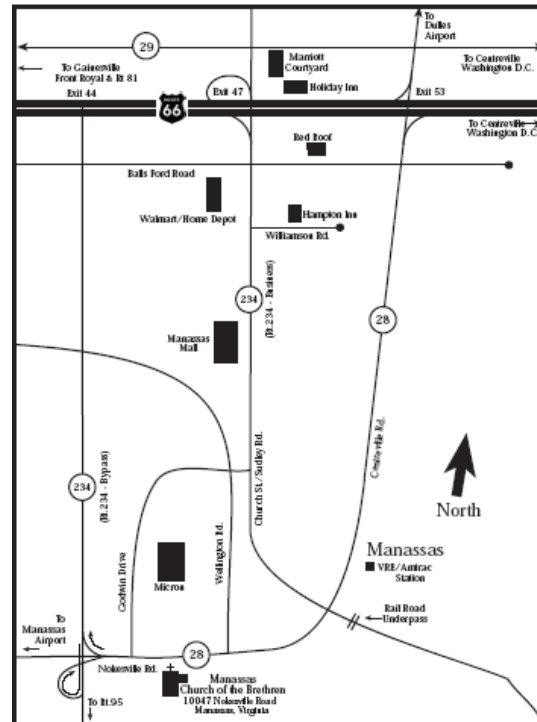 To
Dulles
Airport
29
To Gainesville
Front Royal & Rt 81
Marriott
Courtyard
To Centreville
Washington D.C.
Exit 44
ROUTE
66
Exit 47
Holiday Inn
Exit 53
To Centreville
Washington D.C.
Red Roof
Balls Ford Road
Walmart/Home Depot
Hampton Inn
Williamson Rd.
234
(Rt.234 - Business)
28
Manassas
Mall
Church St./Sudley Rd.
Centreville Rd.
234
(Rt.234 - Bypass)
North
Godwin Drive
Wellington Rd.
Micron
Manassas
VRE/Amtrac
Station
To
Manassas
Airport
Rail Road
Underpass
Nokesville Rd.
28
Manassas
Church of the Brethren
10047 Nokesville Road
Manassas, Virginia
To Rt.95